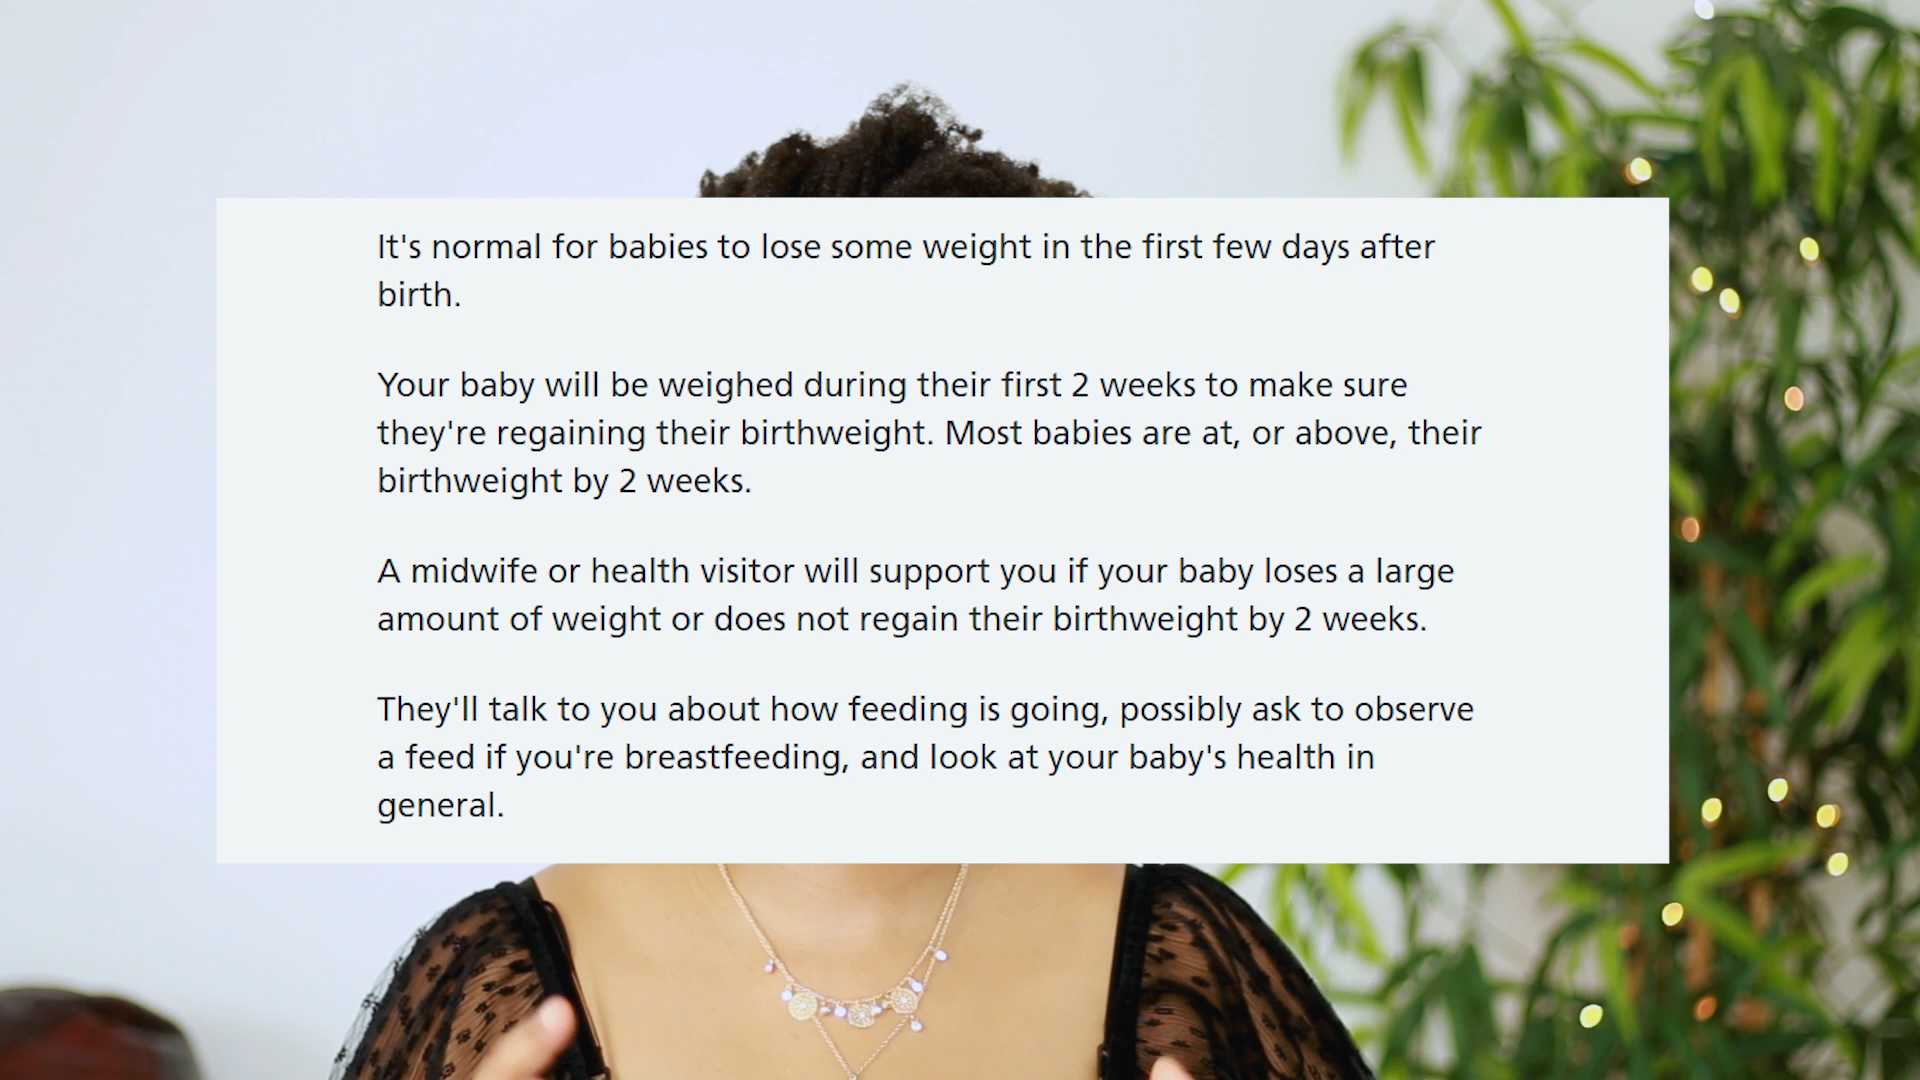 It's normal for babies to lose some weight in the first few days after
birth.
Your baby will be weighed during their first 2 weeks to make sure
they're regaining their birthweight. Most babies are at, or above, their
birthweight by 2 weeks.
A midwife or health visitor will support you if your baby loses a large
amount of weight or does not regain their birthweight by 2 weeks.
They'll talk to you about how feeding is going, possibly ask to observe
a feed if you're breastfeeding, and look at your baby's health in
general.